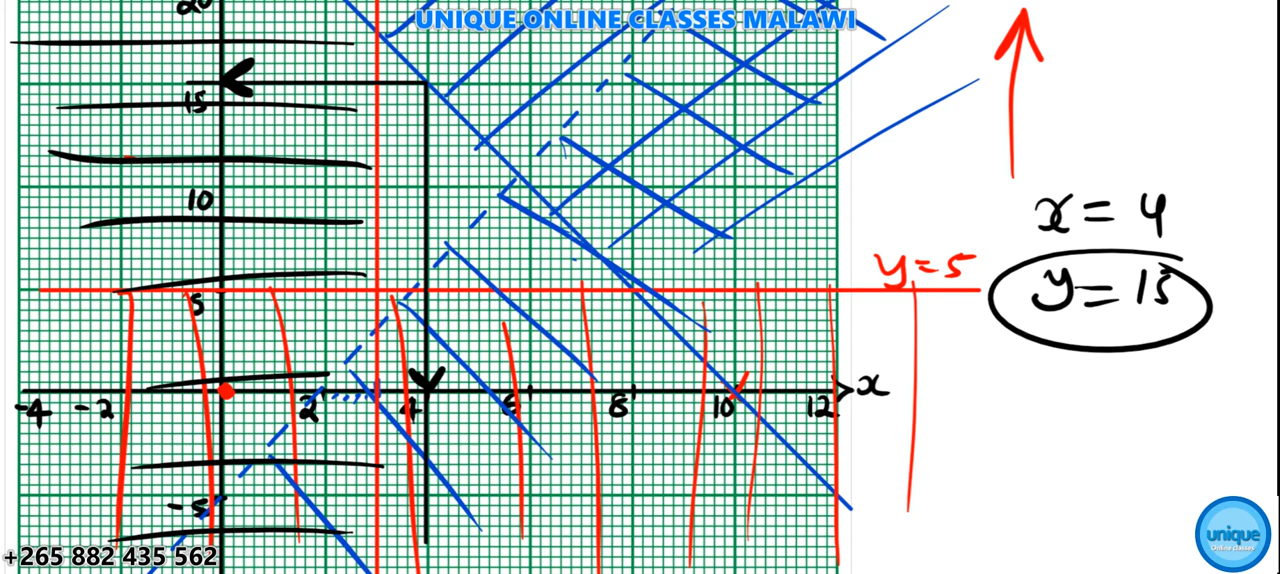 20
UNIQUE ONLINE CLASSES MALAWI
15
10
5
y=5
x=4
y=15
-4 -2 2 4 6 8 10 12 x
-5
+265 882 435 562
unique
Online classes